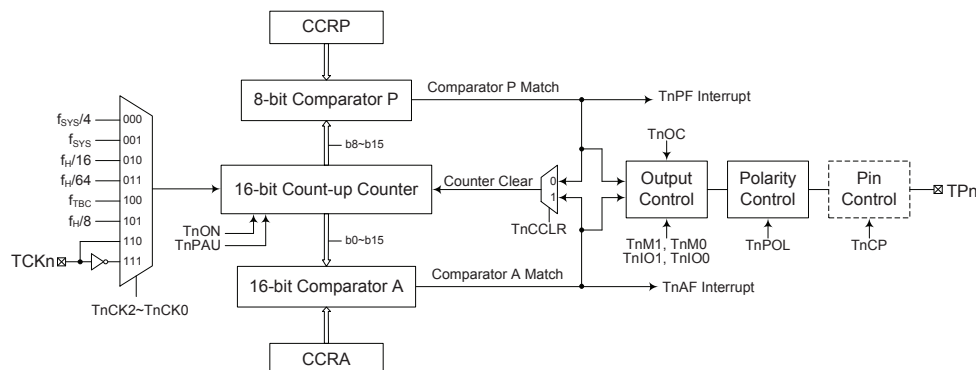 CCRP
8-bit Comparator P
Comparator P Match
TnPF Interrupt
fSYS/4
000
fSYS
001
fH/16
010
fH/64
011
fTBC
100
fH/8
101
110
111
TCKn
TnCK2~TnCK0
b8~b15
16-bit Count-up Counter
TnON
TnPAU
b0~b15
Counter Clear
0
1
TnCCLR
TnOC
Output
Control
TnM1, TnM0
TnIO1, TnIO0
Polarity
Control
TnPOL
Pin
Control
TnCP
TPn
16-bit Comparator A
Comparator A Match
TnAF Interrupt
CCRA